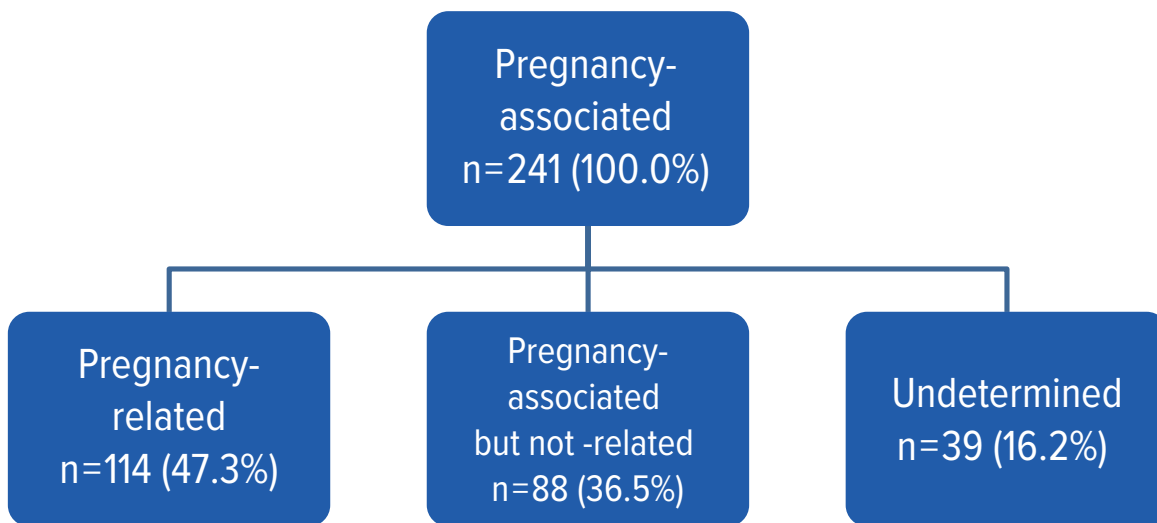 Pregnancy-
associated
n=241 (100.0%)
Pregnancy-
related
n=114 (47.3%)
Pregnancy-
associated
but not -related
n=88 (36.5%)
Undetermined
n=39 (16.2%)